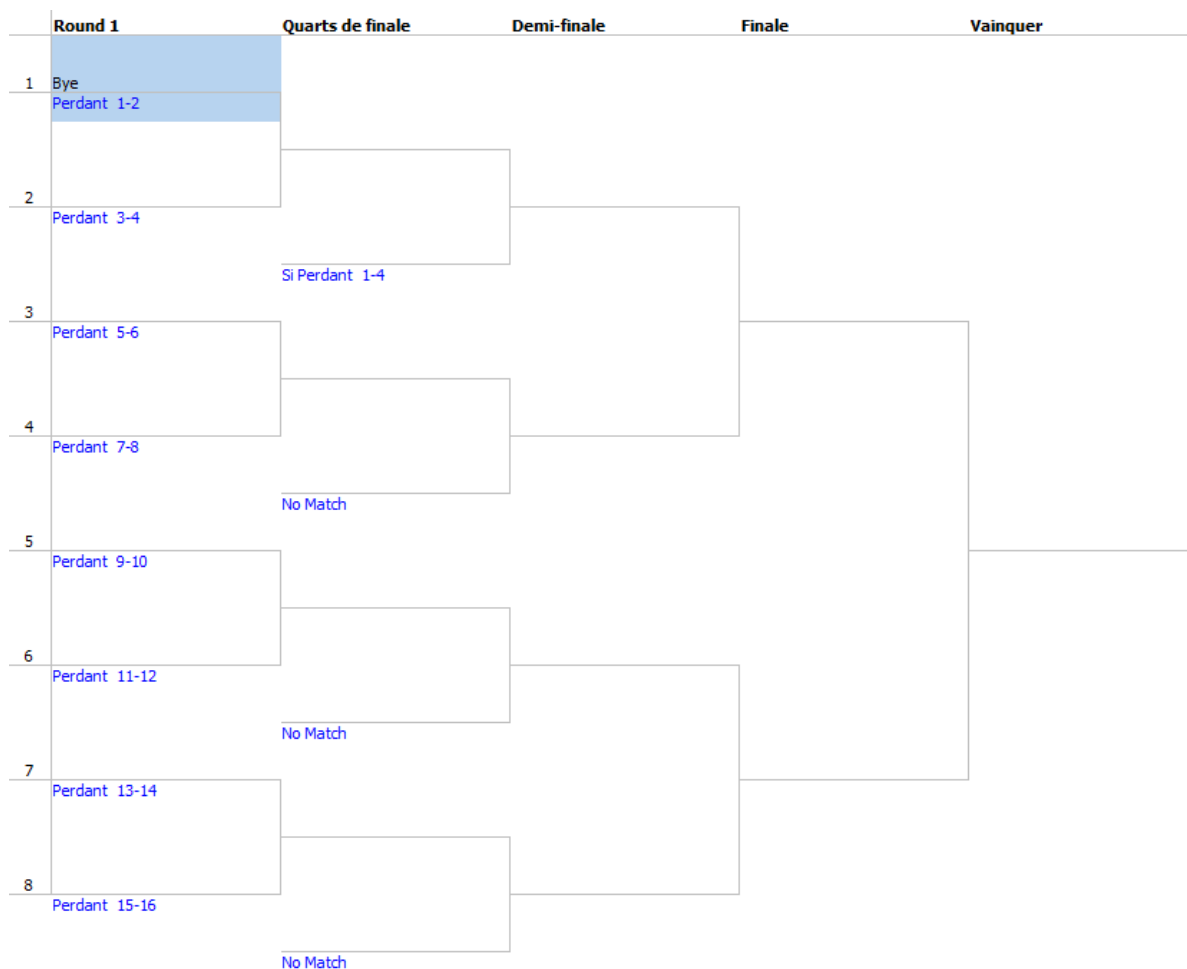 Round 1 Quarts de finale Demi-finale Finale Vainquer
1 Bye
Perdant 1-2
2
Perdant 3-4
Si Perdant 1-4
3
Perdant 5-6
4
Perdant 7-8
No Match
5
Perdant 9-10
6
Perdant 11-12
No Match
7
Perdant 13-14
8
Perdant 15-16
No Match